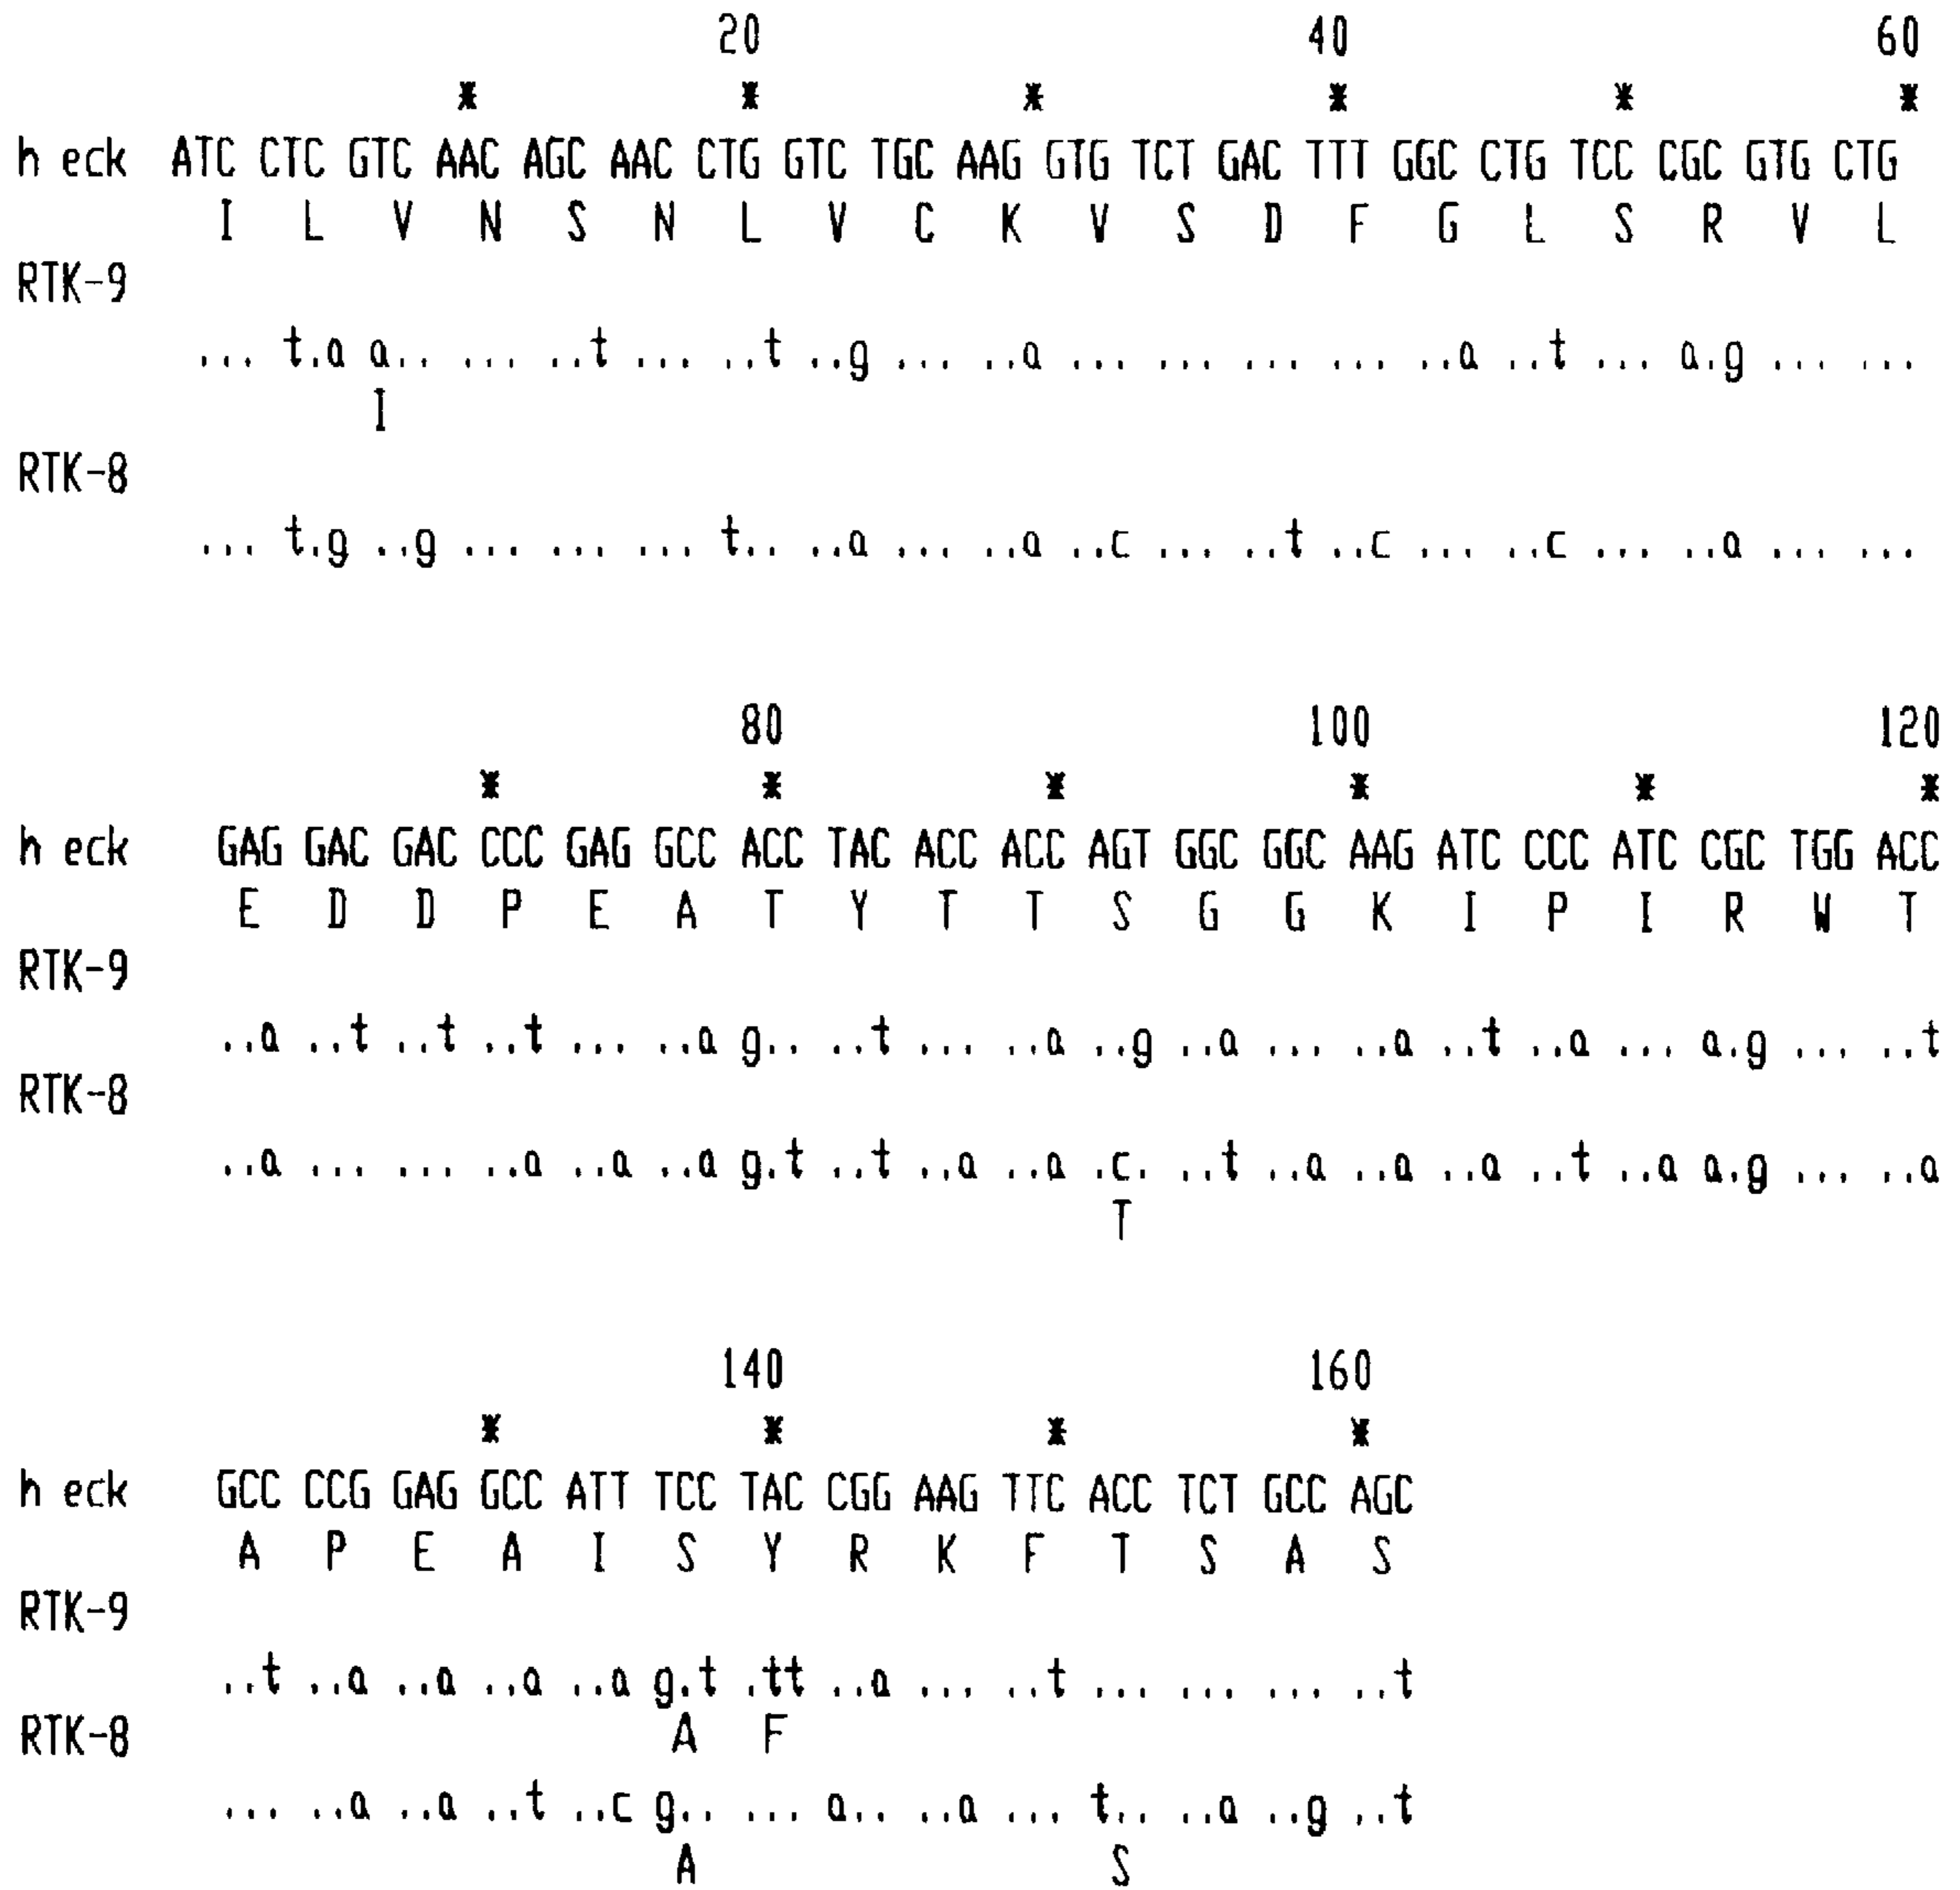 20 40 60
* * * * * *
h eck ATC CTC GTC AAC AGC AAC CTG GTC TGC AAG GTG TCT GAC TTT GGC CTG TCC CGC GTG CTG
I L V N S N L V C K V S D F G L S R V L
RTK-9
... t.a a.. ... ..t ... ..t ..g ... ..a ... ... ... ... ..a ..t ... a.g ... ...
I
RTK-8
... t.g ..g ... ... ... t.. ..a ... ..a ..c ... ..t ..c ... ..c ... ..a ... ...
80 100 120
* * * * * *
h eck GAG GAC GAC CCC GAG GCC ACC TAC ACC ACC AGT GGC GGC AAG ATC CCC ATC CGC TGG ACC
E D D P E A T Y T T S G G K I P I R W T
RTK-9
..a ..t ..t ..t ... ..a g.. ..t ... ..a ..g ..a ... ..a ..t ..a ... a.g ... ..t
RTK-8
..a ... ... ..a ..a ..a g.t ..t ..a ..a .c. ..t ..a ..a ..a ..t ..a a.g ... ..a
T
140 160
* * * *
h eck GCC CCG GAG GCC ATT TCC TAC CGG AAG TTC ACC TCT GCC AGC
A P E A I S Y R K F T S A S
RTK-9
..t ..a ..a ..a ..a g.t .tt ..a ... ..t ... ... ... ..t
RTK-8 A F
... ..a ..a ..t ..c g.. ... a.. ..a ... t.. ..a ..g ..t
A S